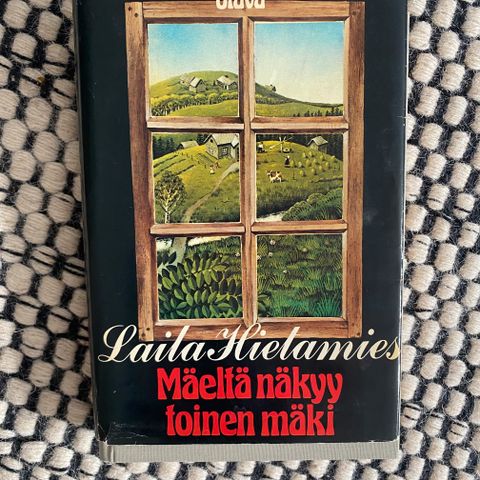 Otava
Laila Hietamies
Mäeltä näkyy
toinen mäki